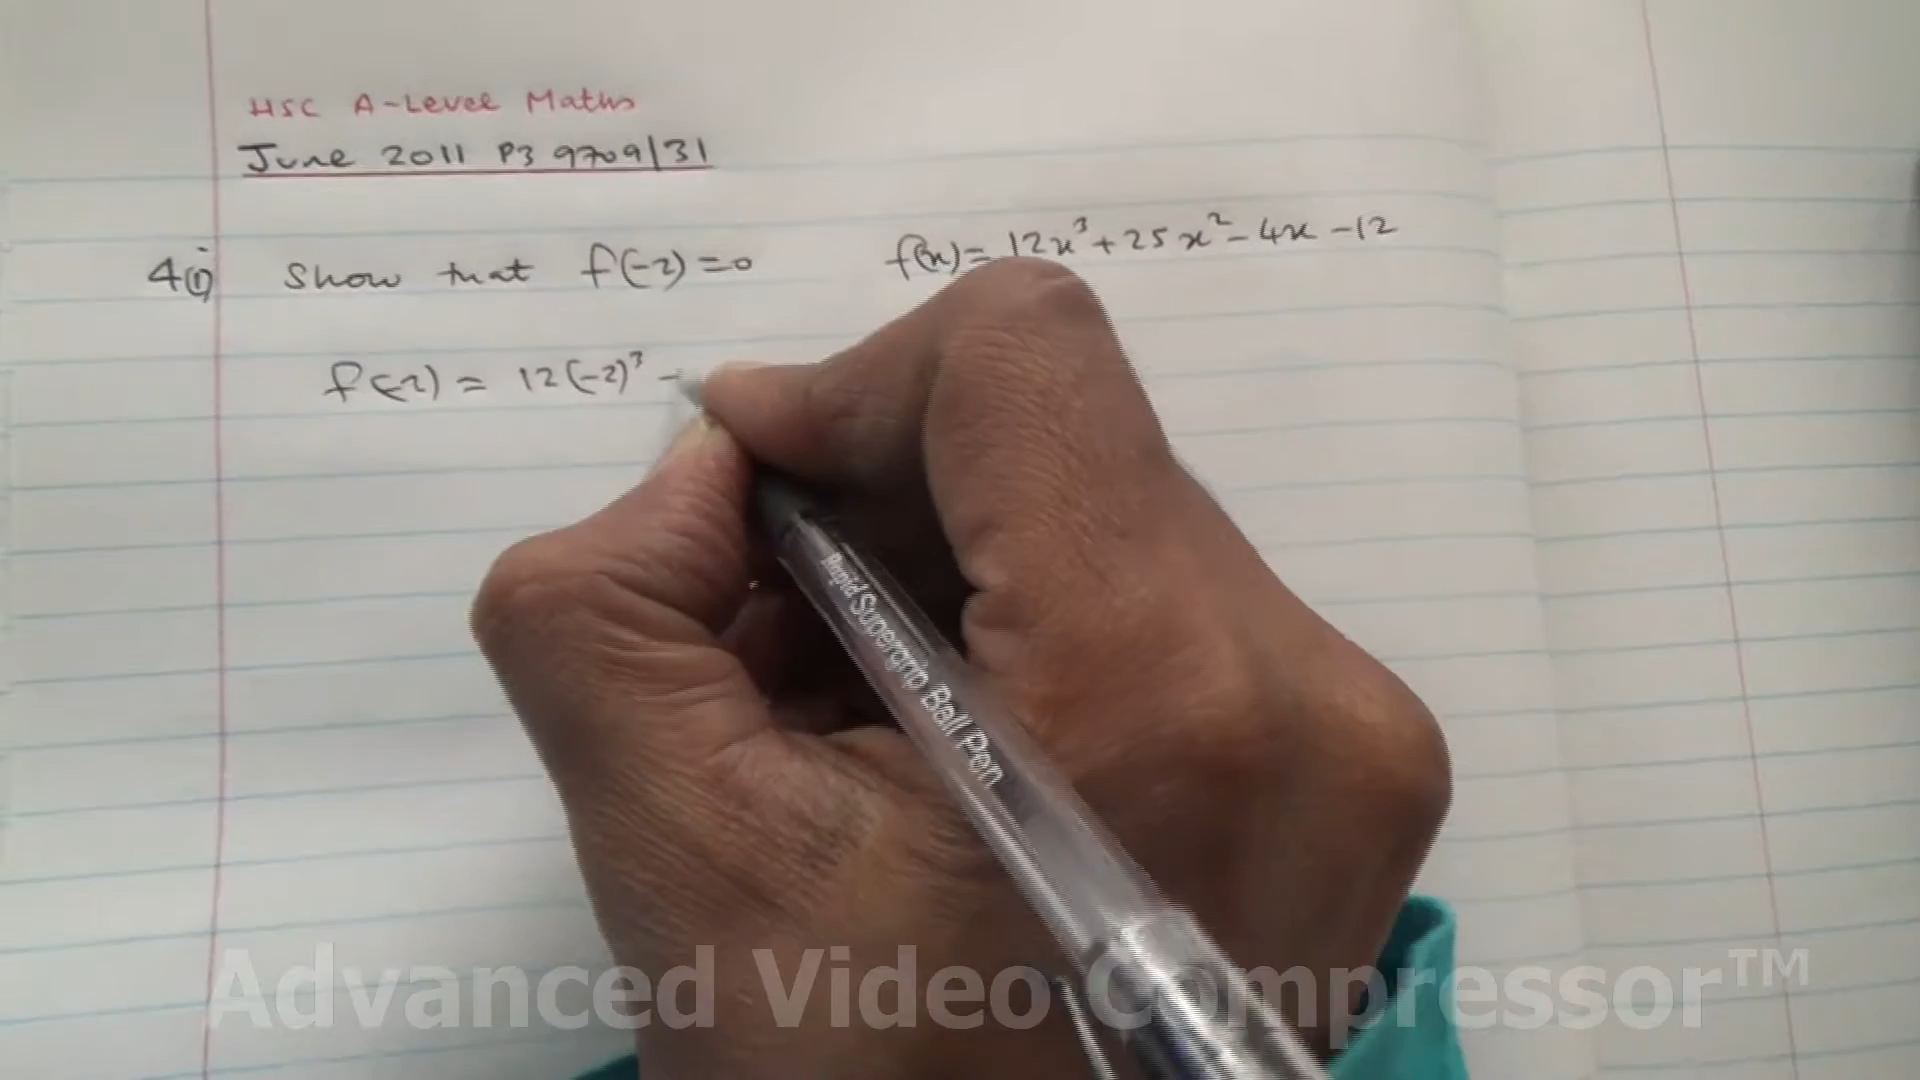 HSC A-Level Maths
June 2011 P3 9709/31
4(i) Show that f(-2)=0 f(x)= 12x³+25x²-4x-12
f(-2) = 12(-2)³ -
Rapid Supergrip Ball Pen
Advanced Video Compressor™